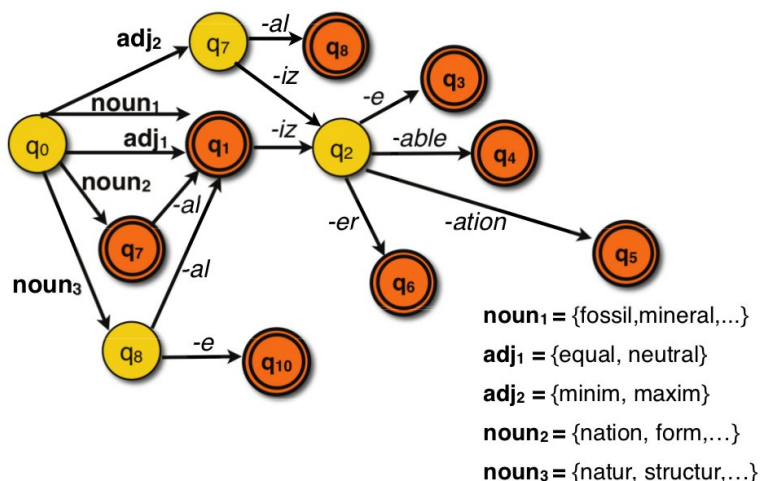 adj2
q7
-al
q8
-iz
-e
q3
noun1
q0
adj1
q1
-iz
q2
-able
q4
noun2
-al
q7
-er
-ation
q5
noun3
-al
q6
q8
-e
q10
noun1 = {fossil,mineral,...}
adj1 = {equal, neutral}
adj2 = {minim, maxim}
noun2 = {nation, form,...}
noun3 = {natur, structur,...}